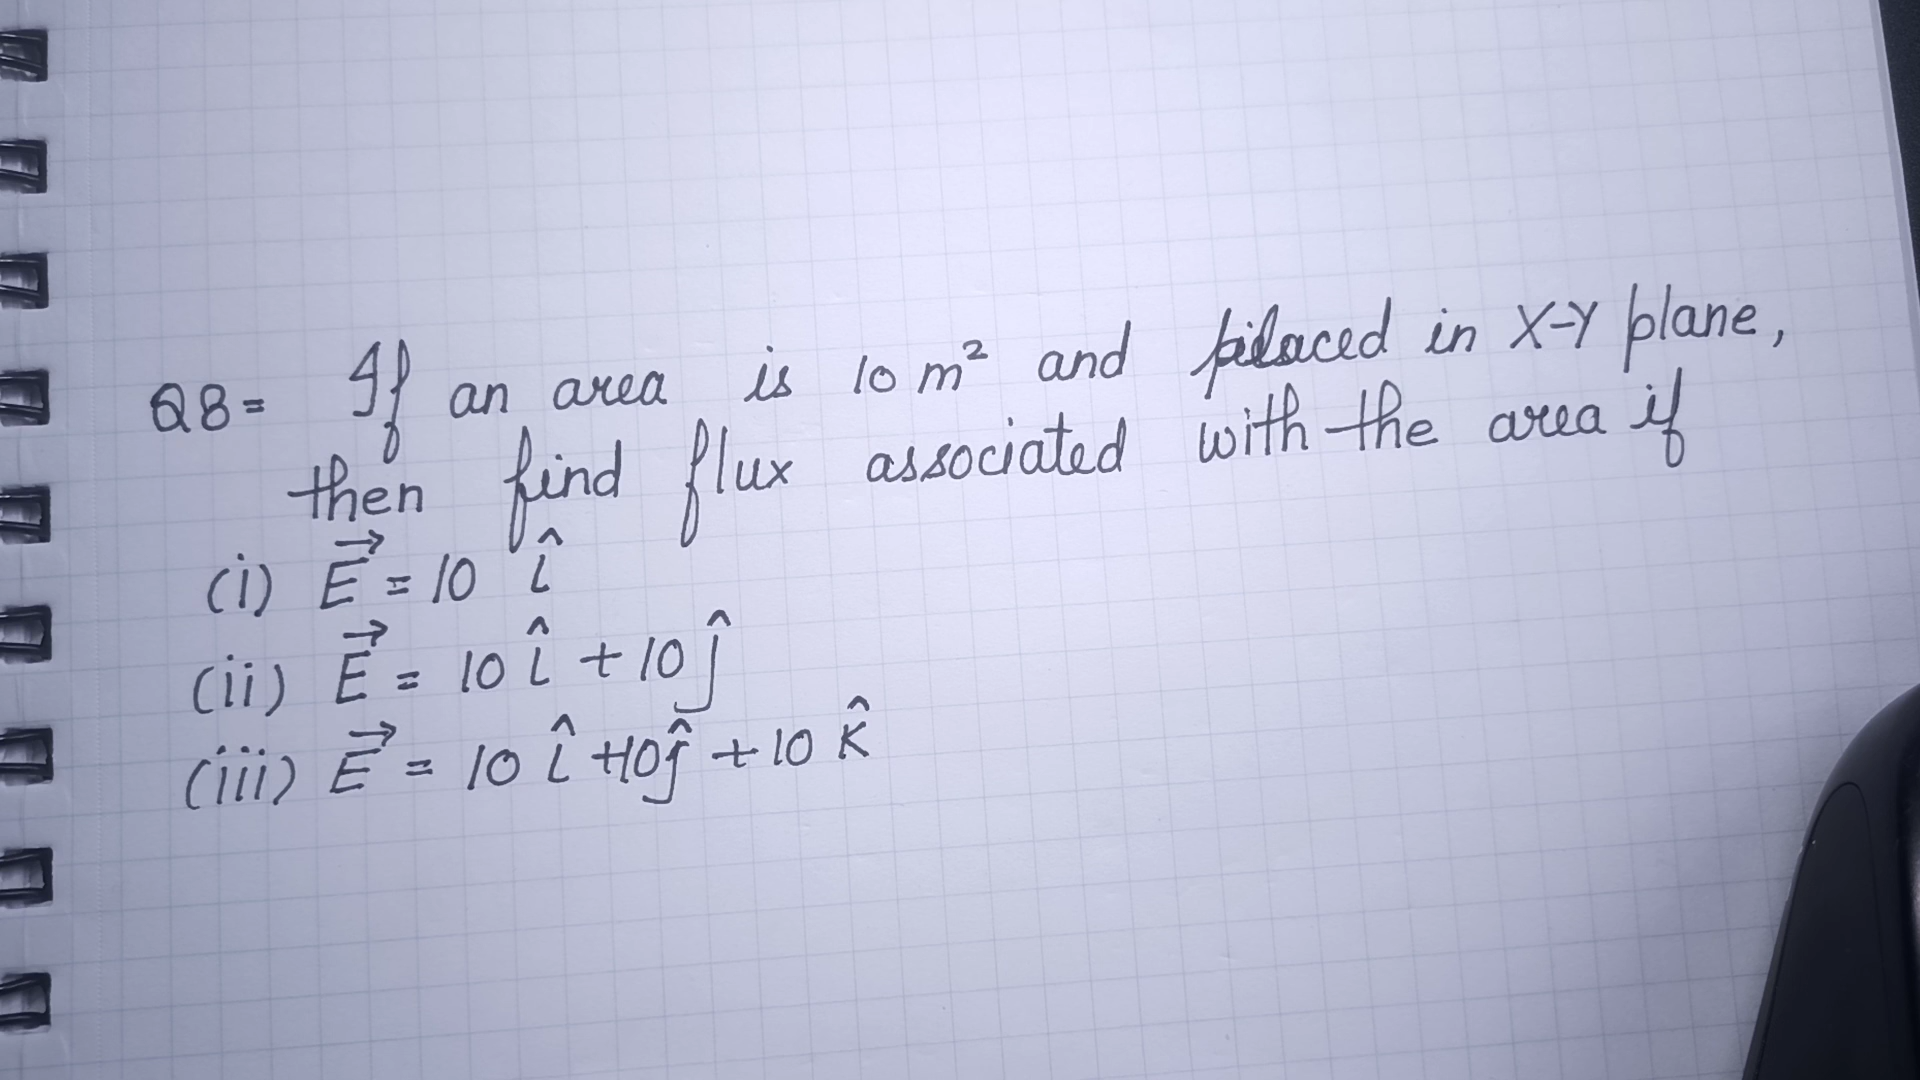 Q8= If an area is 10 m² and placed in X-Y plane,
then find flux associated with the area if
(i) E⃗ = 10 î
(ii) E⃗ = 10 î + 10 ĵ
(iii) E⃗ = 10 î +10ĵ + 10 k̂